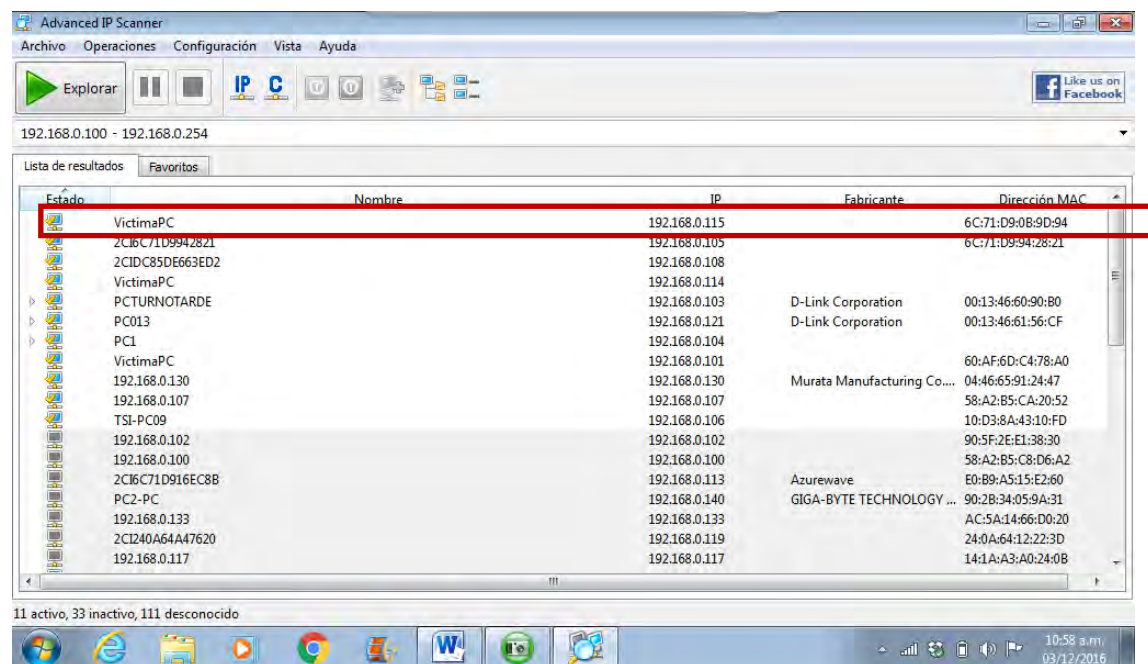 Advanced IP Scanner
Archivo Operaciones Configuración Vista Ayuda
Explorar IP C Like us on Facebook
192.168.0.100 - 192.168.0.254
Lista de resultados Favoritos
Estado Nombre IP Fabricante Dirección MAC
VictimaPC 192.168.0.115 6C:71:D9:0B:9D:94
2CI6C71D9942821 192.168.0.105 6C:71:D9:94:28:21
2CIDC85DE663ED2 192.168.0.108
VictimaPC 192.168.0.114
PCTURNOTARDE 192.168.0.103 D-Link Corporation 00:13:46:60:90:B0
PC013 192.168.0.121 D-Link Corporation 00:13:46:61:56:CF
PC1 192.168.0.104
VictimaPC 192.168.0.101 60:AF:6D:C4:78:A0
192.168.0.130 192.168.0.130 Murata Manufacturing Co.... 04:46:65:91:24:47
192.168.0.107 192.168.0.107 58:A2:B5:CA:20:52
TSI-PC09 192.168.0.106 10:D3:8A:43:10:FD
192.168.0.102 192.168.0.102 90:5F:2E:E1:38:30
192.168.0.100 192.168.0.100 58:A2:B5:C8:D6:A2
2CI6C71D916EC8B 192.168.0.113 Azurewave E0:B9:A5:15:E2:60
PC2-PC 192.168.0.140 GIGA-BYTE TECHNOLOGY ... 90:2B:34:05:9A:31
192.168.0.133 192.168.0.133 AC:5A:14:66:D0:20
2CI240A64A47620 192.168.0.119 24:0A:64:12:22:3D
192.168.0.117 192.168.0.117 14:1A:A3:A0:24:0B
11 activo, 33 inactivo, 111 desconocido
10:58 a.m.
03/12/2016